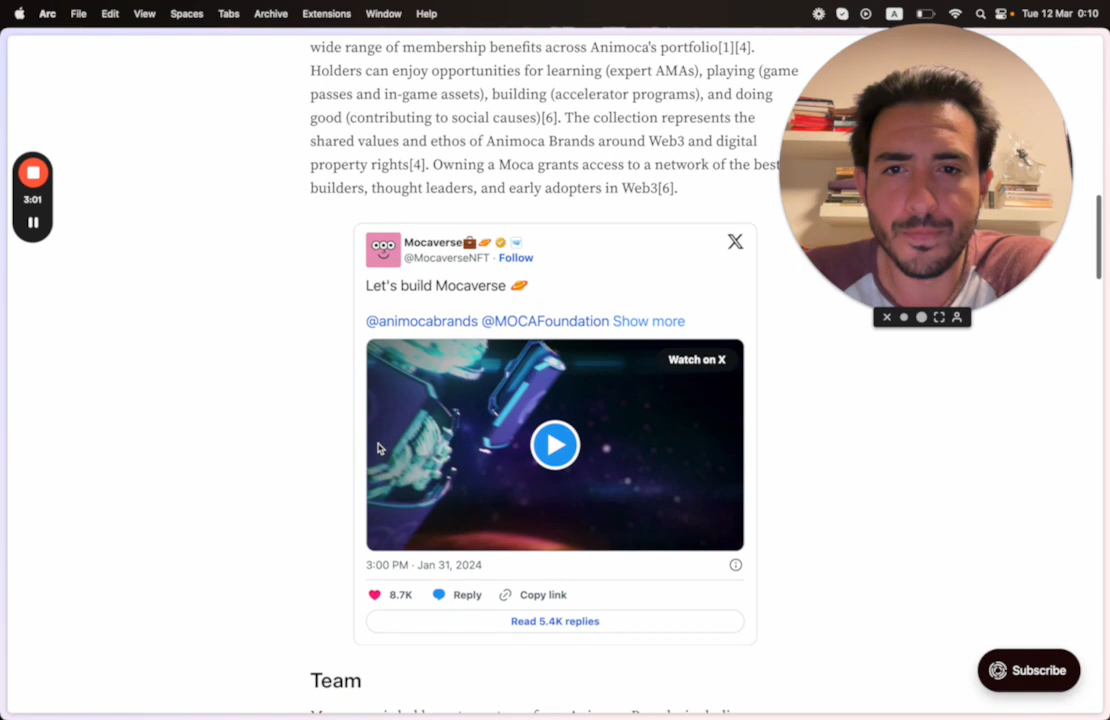 Arc File Edit View Spaces Tabs Archive Extensions Window Help A Tue 12 Mar 0:10
wide range of membership benefits across Animoca's portfolio[1][4].
Holders can enjoy opportunities for learning (expert AMAs), playing (game
passes and in-game assets), building (accelerator programs), and doing
good (contributing to social causes)[6]. The collection represents the
shared values and ethos of Animoca Brands around Web3 and digital
property rights[4]. Owning a Moca grants access to a network of the best
builders, thought leaders, and early adopters in Web3[6].
3:01
Mocaverse
@MocaverseNFT · Follow
Let's build Mocaverse
@animocabrands @MOCAFoundation Show more
Watch on X
3:00 PM · Jan 31, 2024
8.7K Reply Copy link
Read 5.4K replies
Subscribe
Team